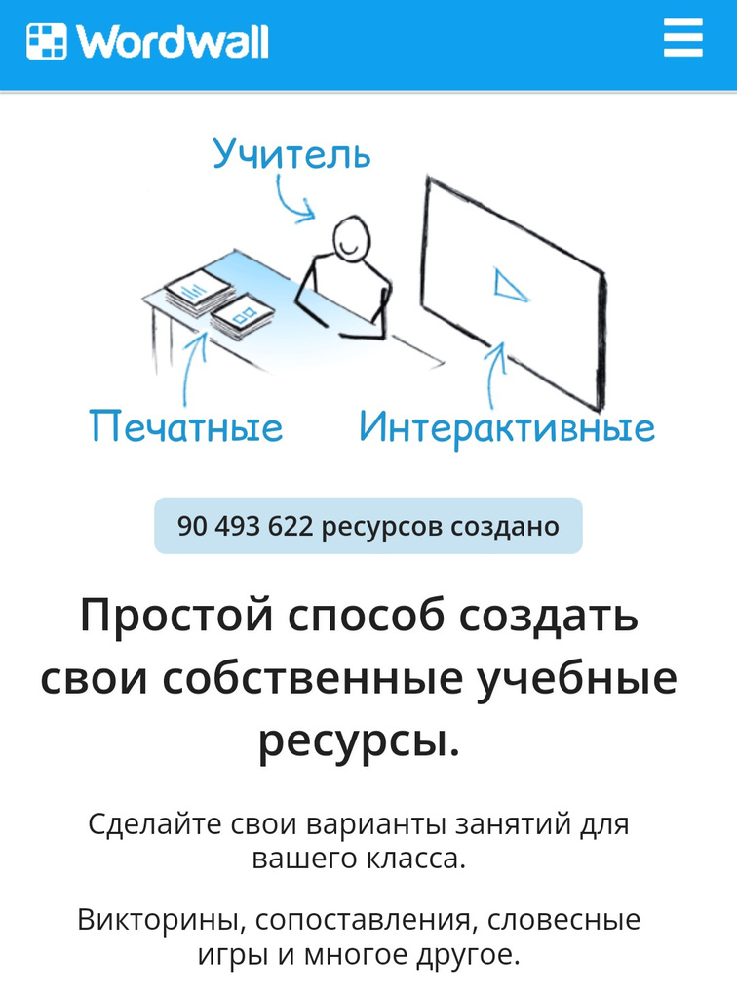 Wordwall
Учитель
Печатные
Интерактивные
90 493 622 ресурсов создано
Простой способ создать
свои собственные учебные
ресурсы.
Сделайте свои варианты занятий для
вашего класса.
Викторины, сопоставления, словесные
игры и многое другое.